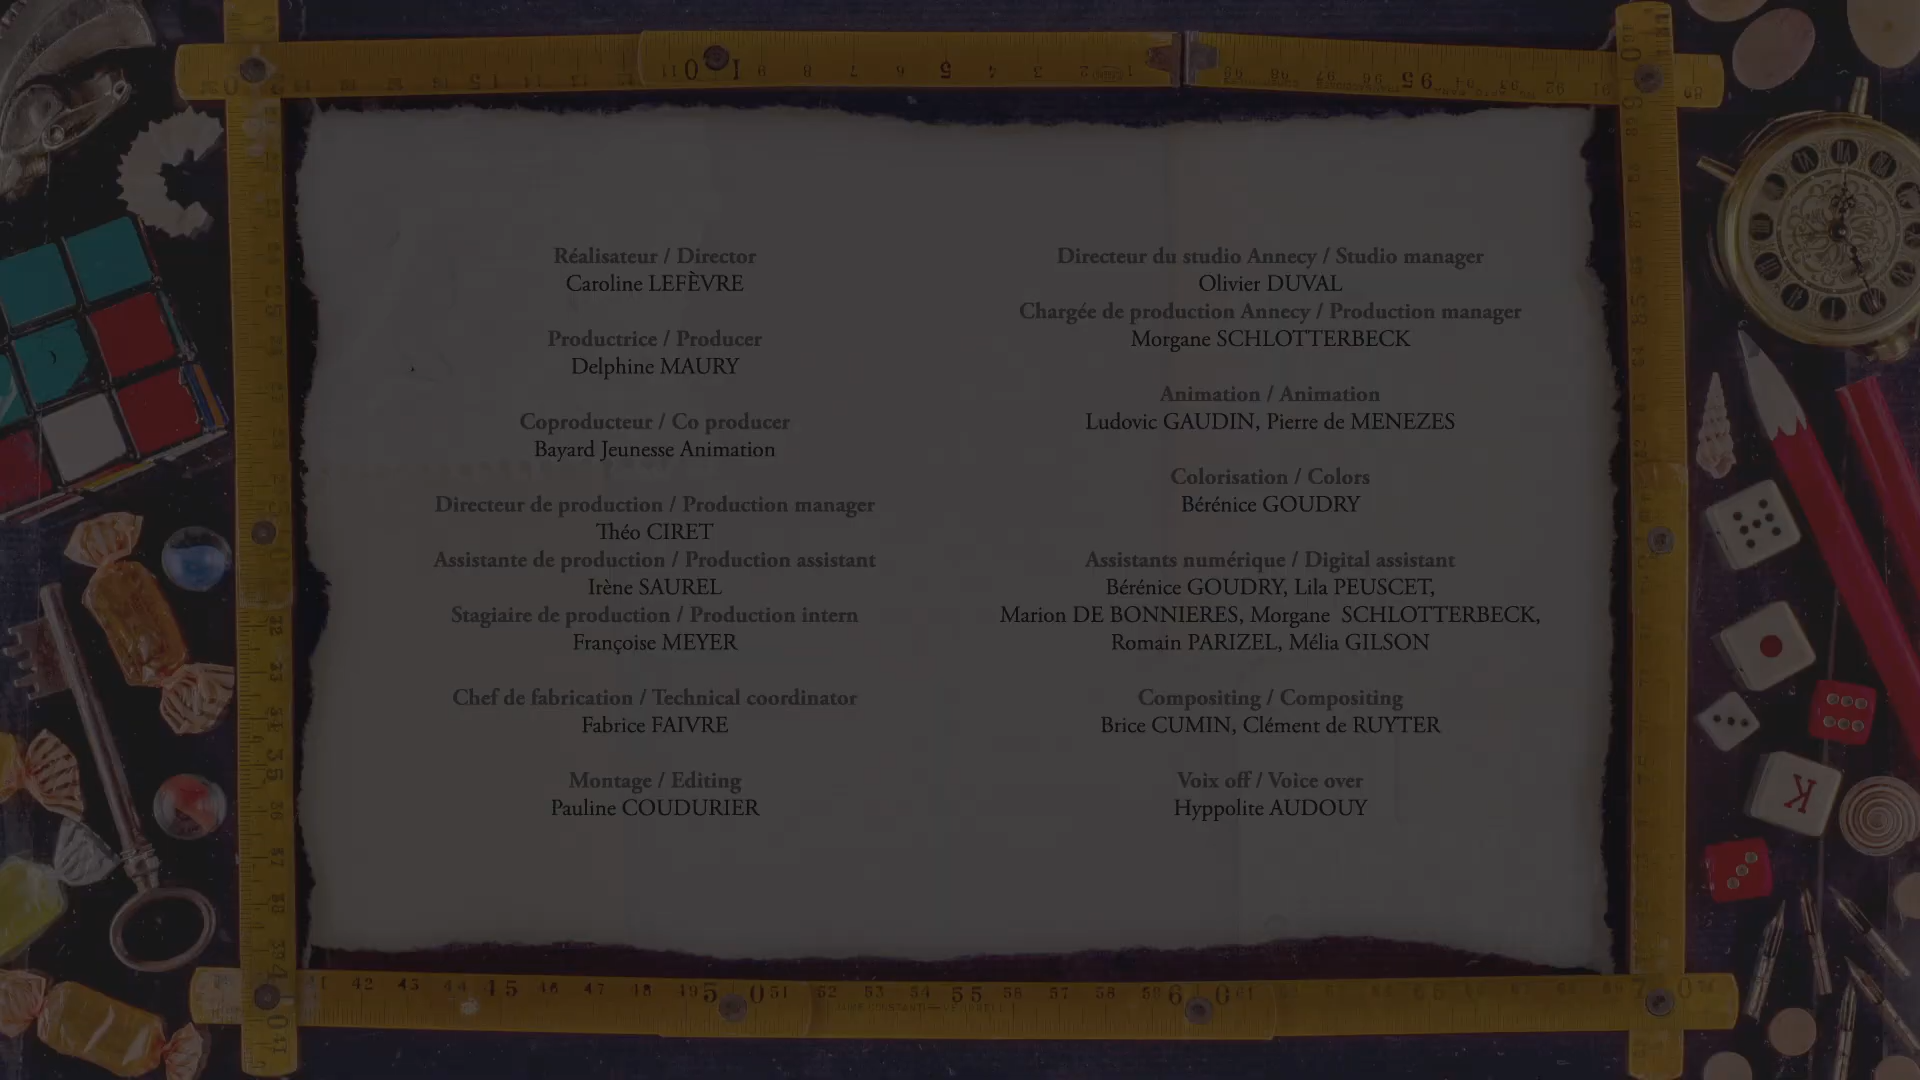 Réalisateur / Director
Caroline LEFÈVRE
Productrice / Producer
Delphine MAURY
Coproducteur / Co producer
Bayard Jeunesse Animation
Directeur de production / Production manager
Théo CIRET
Assistante de production / Production assistant
Irène SAUREL
Stagiaire de production / Production intern
Françoise MEYER
Chef de fabrication / Technical coordinator
Fabrice FAIVRE
Montage / Editing
Pauline COUDURIER
Directeur du studio Annecy / Studio manager
Olivier DUVAL
Chargée de production Annecy / Production manager
Morgane SCHLOTTERBECK
Animation / Animation
Ludovic GAUDIN, Pierre de MENEZES
Colorisation / Colors
Bérénice GOUDRY
Assistants numérique / Digital assistant
Bérénice GOUDRY, Lila PEUSCET,
Marion DE BONNIERES, Morgane  SCHLOTTERBECK,
Romain PARIZEL, Mélia GILSON
Compositing / Compositing
Brice CUMIN, Clément de RUYTER
Voix off / Voice over
Hyppolite AUDOUY